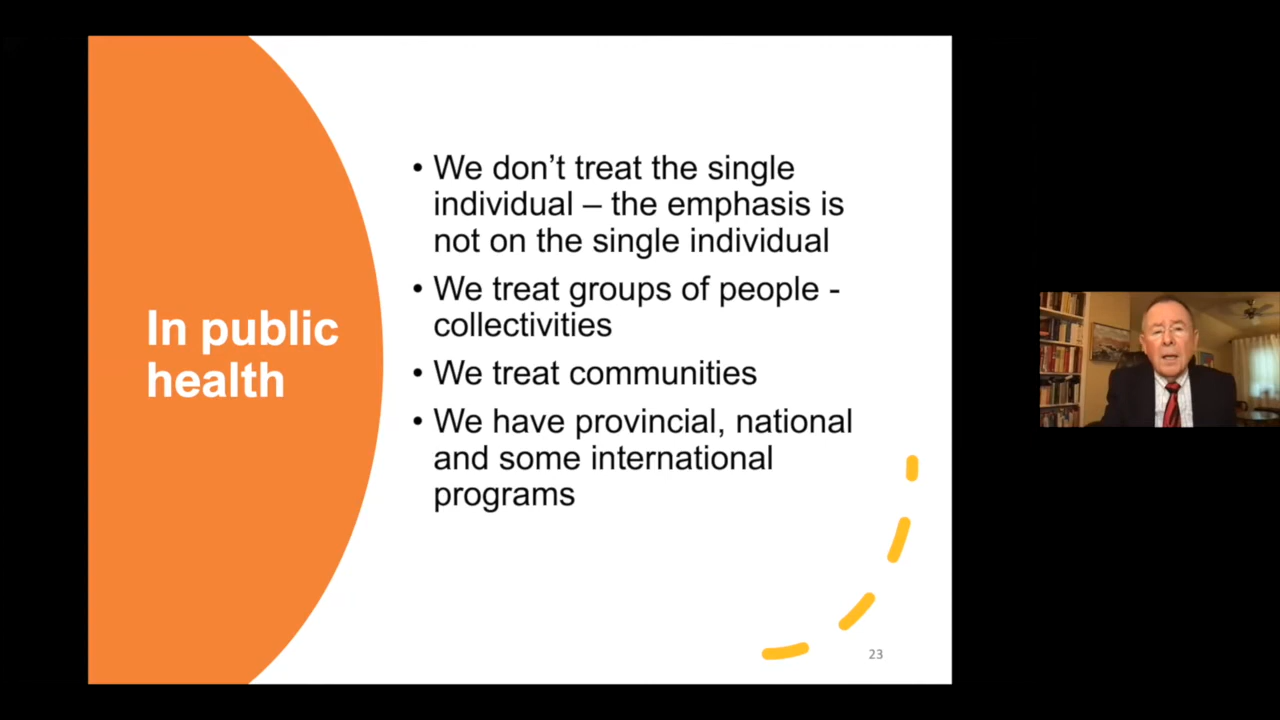 In public
health
• We don’t treat the single
individual – the emphasis is
not on the single individual
• We treat groups of people -
collectivities
• We treat communities
• We have provincial, national
and some international
programs
23